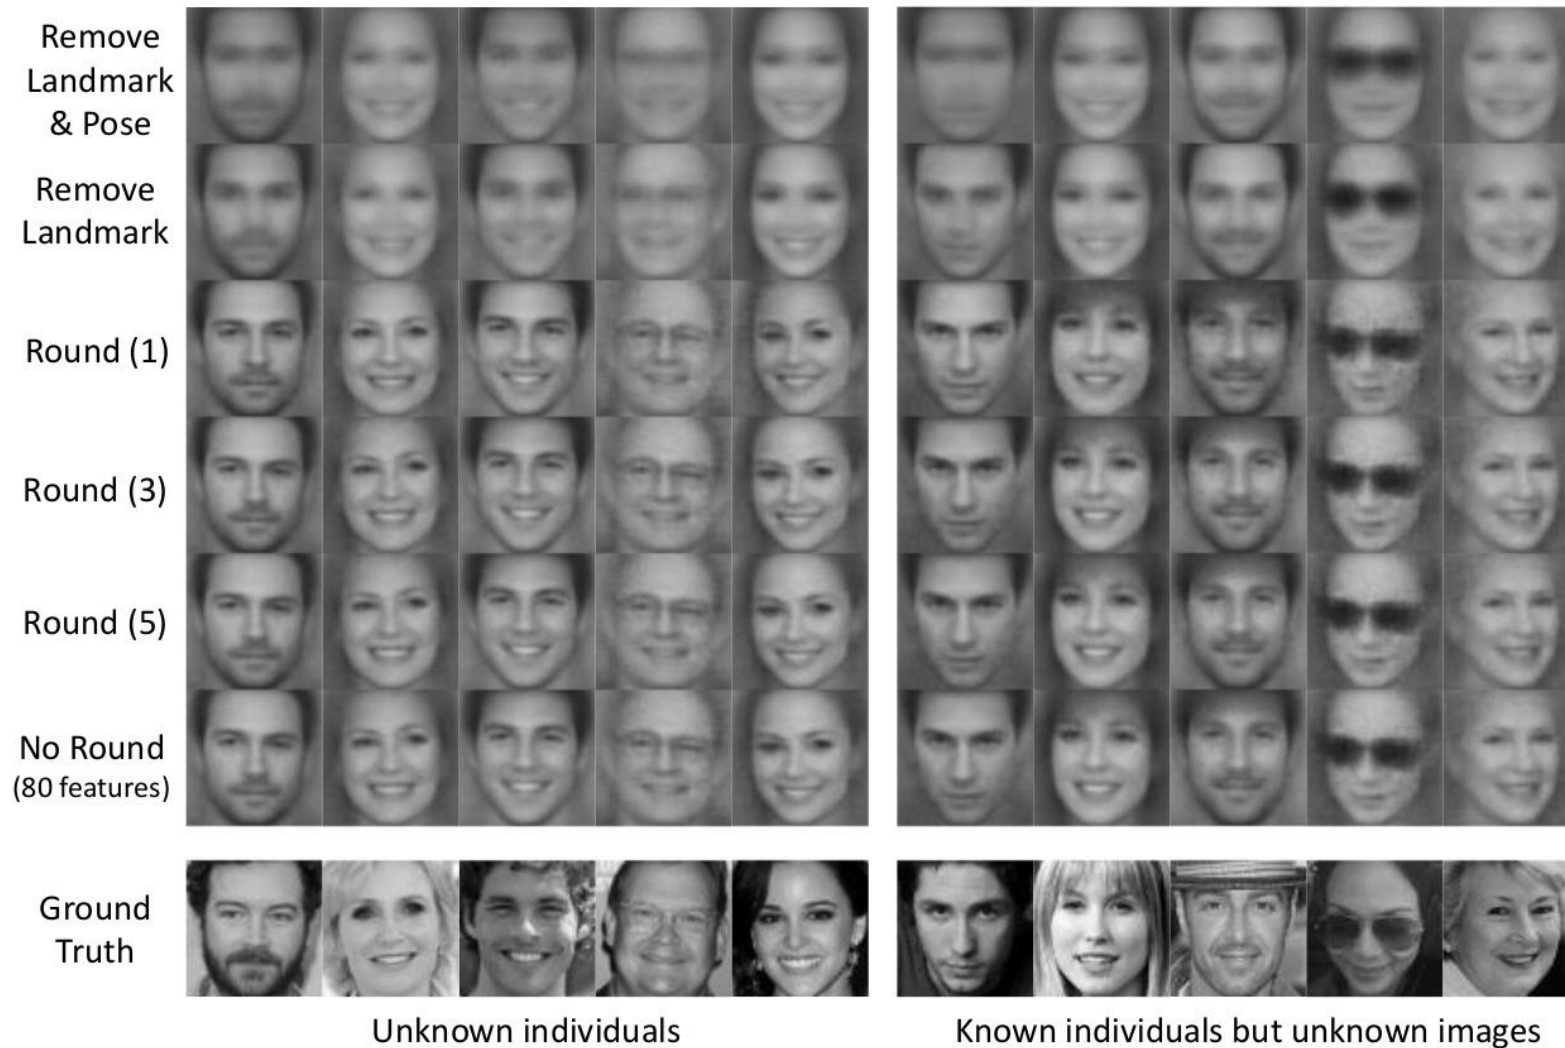 Remove
Landmark
& Pose
Remove
Landmark
Round (1)
Round (3)
Round (5)
No Round
(80 features)
Ground
Truth
Unknown individuals
Known individuals but unknown images